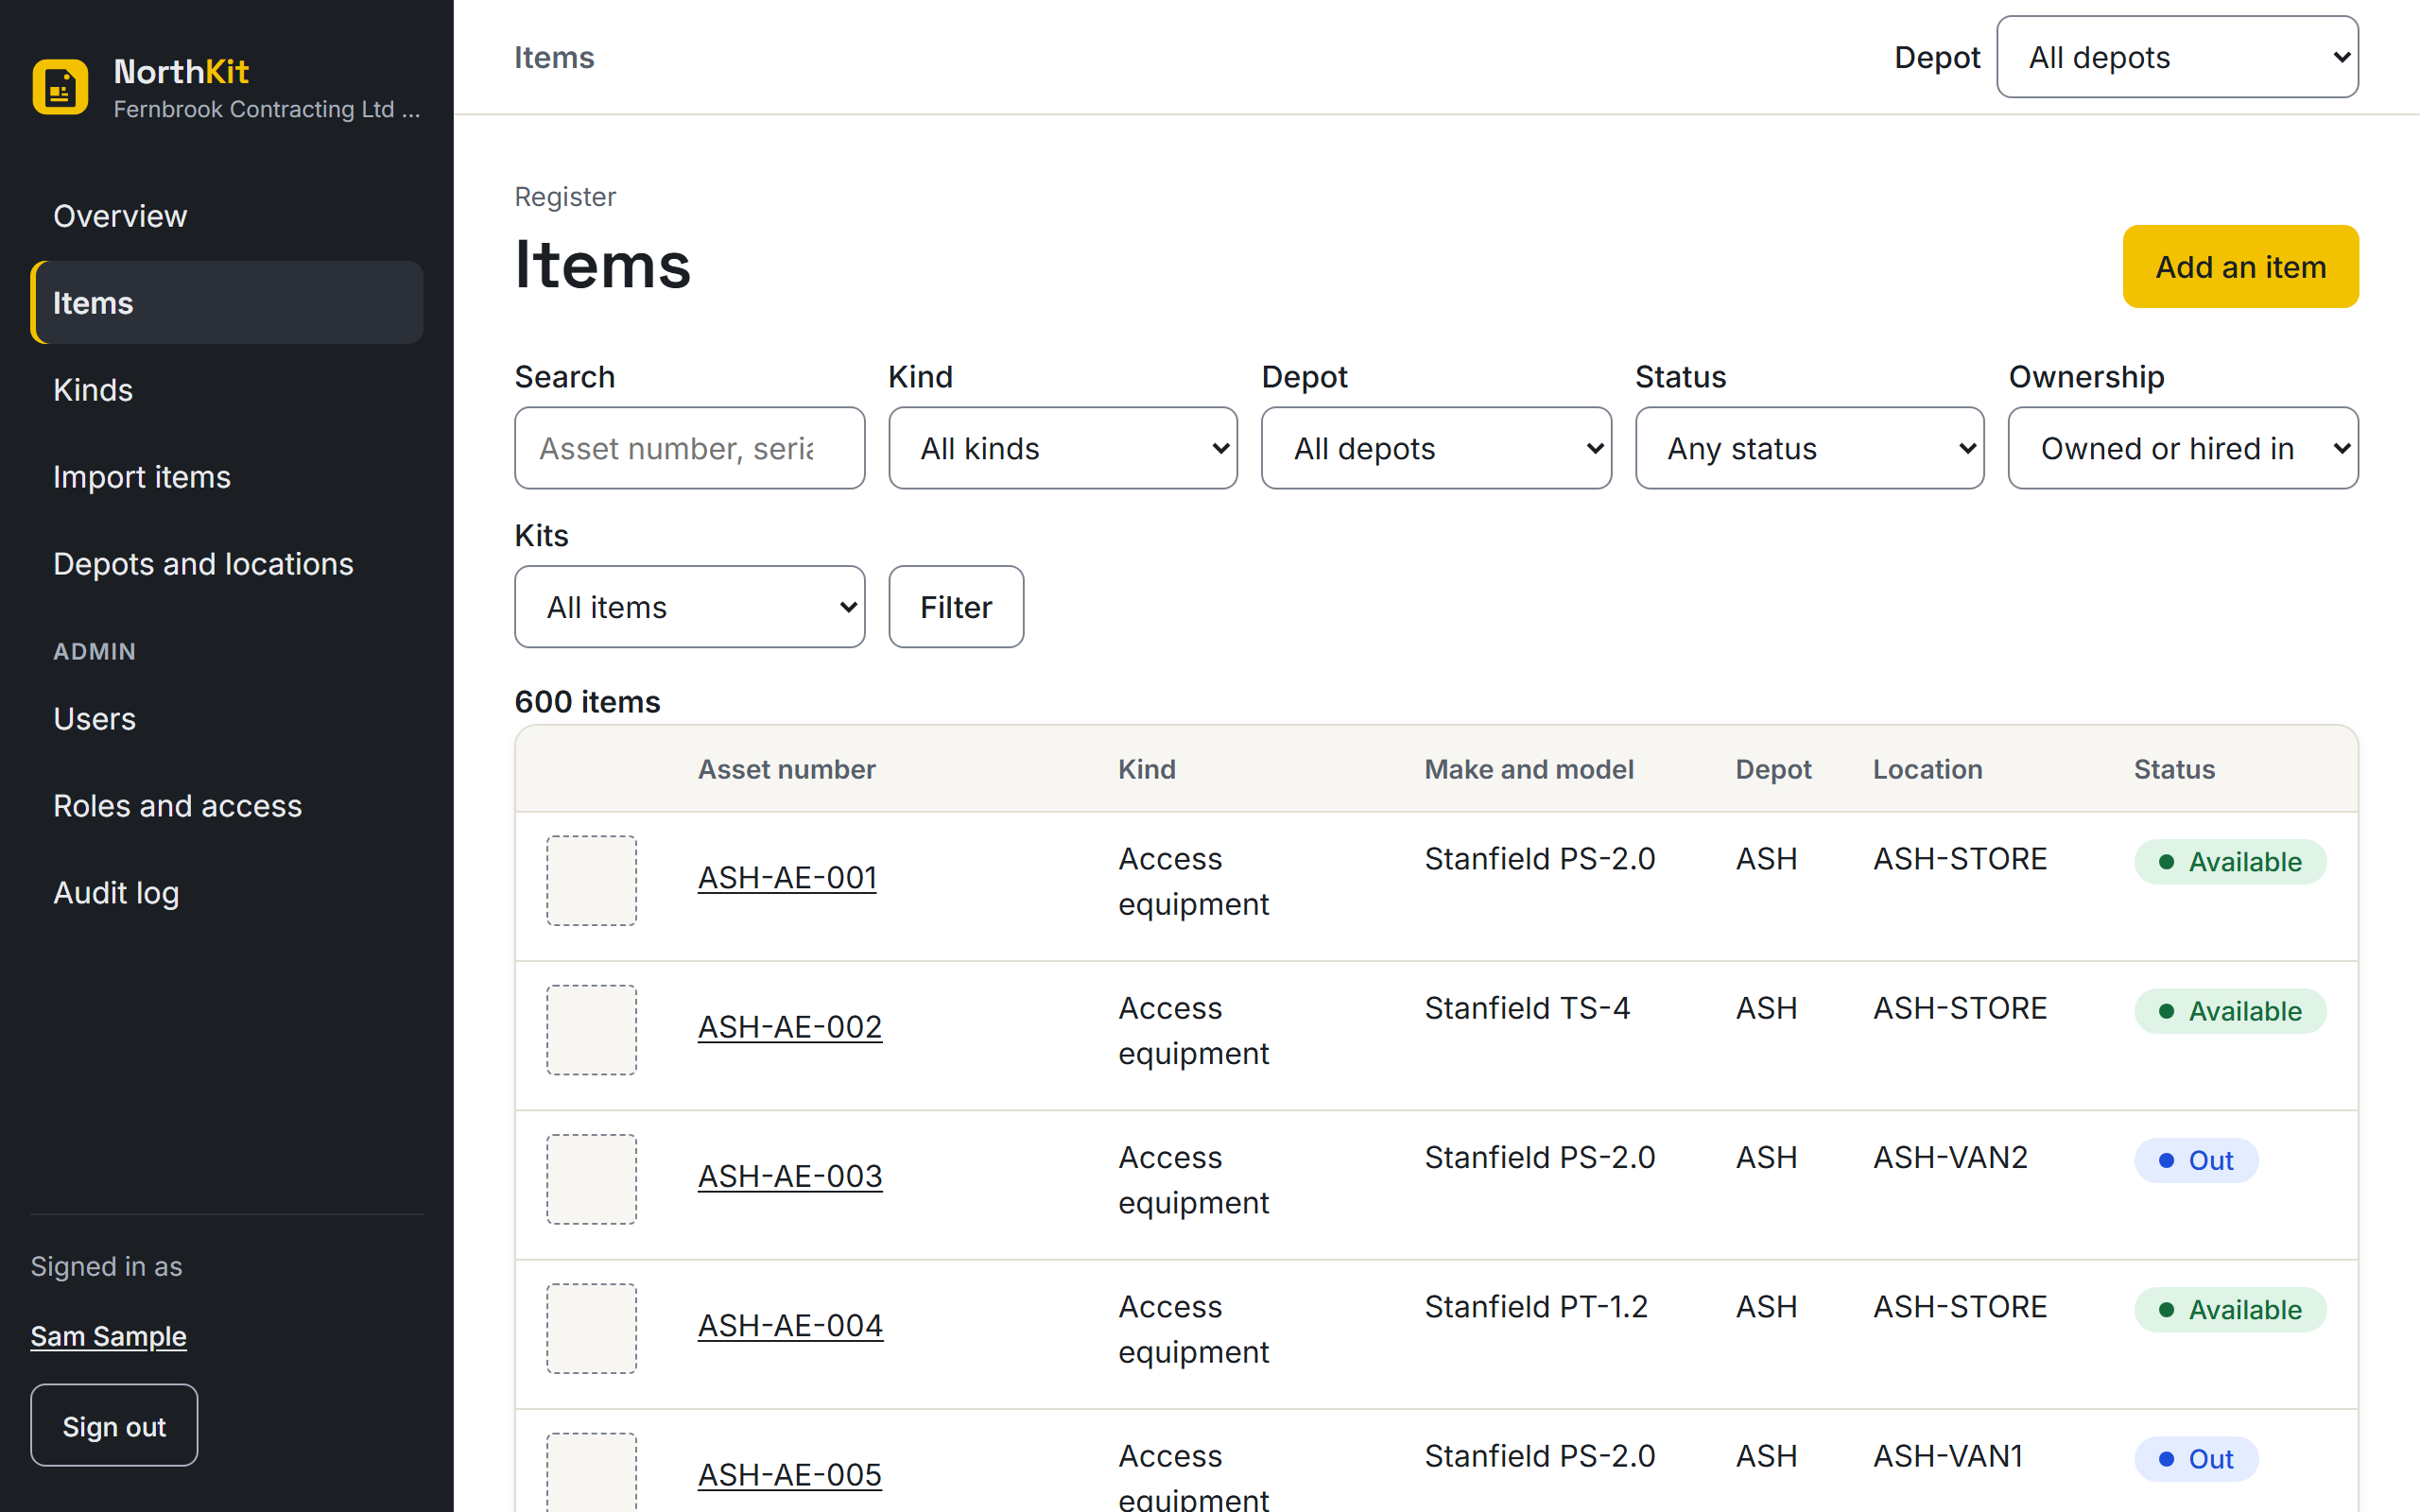 NorthKit
Fernbrook Contracting Ltd ...
Overview
Items
Kinds
Import items
Depots and locations
ADMIN
Users
Roles and access
Audit log
Signed in as
Sam Sample
Sign out
Items
Depot All depots
Register
Items
Add an item
Search Kind Depot Status Ownership
Asset number, seria All kinds All depots Any status Owned or hired in
Kits
All items Filter
600 items
Asset number Kind Make and model Depot Location Status
ASH-AE-001 Access equipment Stanfield PS-2.0 ASH ASH-STORE Available
ASH-AE-002 Access equipment Stanfield TS-4 ASH ASH-STORE Available
ASH-AE-003 Access equipment Stanfield PS-2.0 ASH ASH-VAN2 Out
ASH-AE-004 Access equipment Stanfield PT-1.2 ASH ASH-STORE Available
ASH-AE-005 Access equipment Stanfield PS-2.0 ASH ASH-VAN1 Out